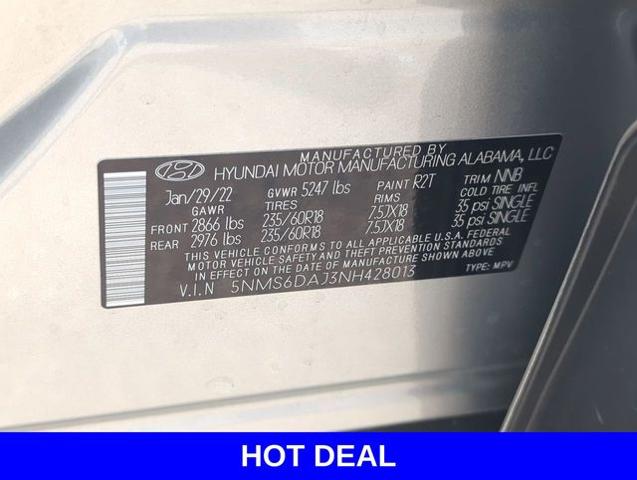 MANUFACTURED BY
HYUNDAI MOTOR MANUFACTURING ALABAMA, LLC
Jan/29/22 GVWR 5247 lbs PAINT R2T TRIM NNB
GAWR TIRES RIMS COLD TIRE INFL
FRONT 2866 lbs 235/60R18 7.5JX18 35 psi SINGLE
REAR 2976 lbs 235/60R18 7.5JX18 35 psi SINGLE
THIS VEHICLE CONFORMS TO ALL APPLICABLE U.S.A. FEDERAL
MOTOR VEHICLE SAFETY STANDARDS IN EFFECT ON THE
DATE OF MANUFACTURE SHOWN ABOVE.
V.I.N 5NMS6DAJ3NH428013 TYPE: MPV
HOT DEAL